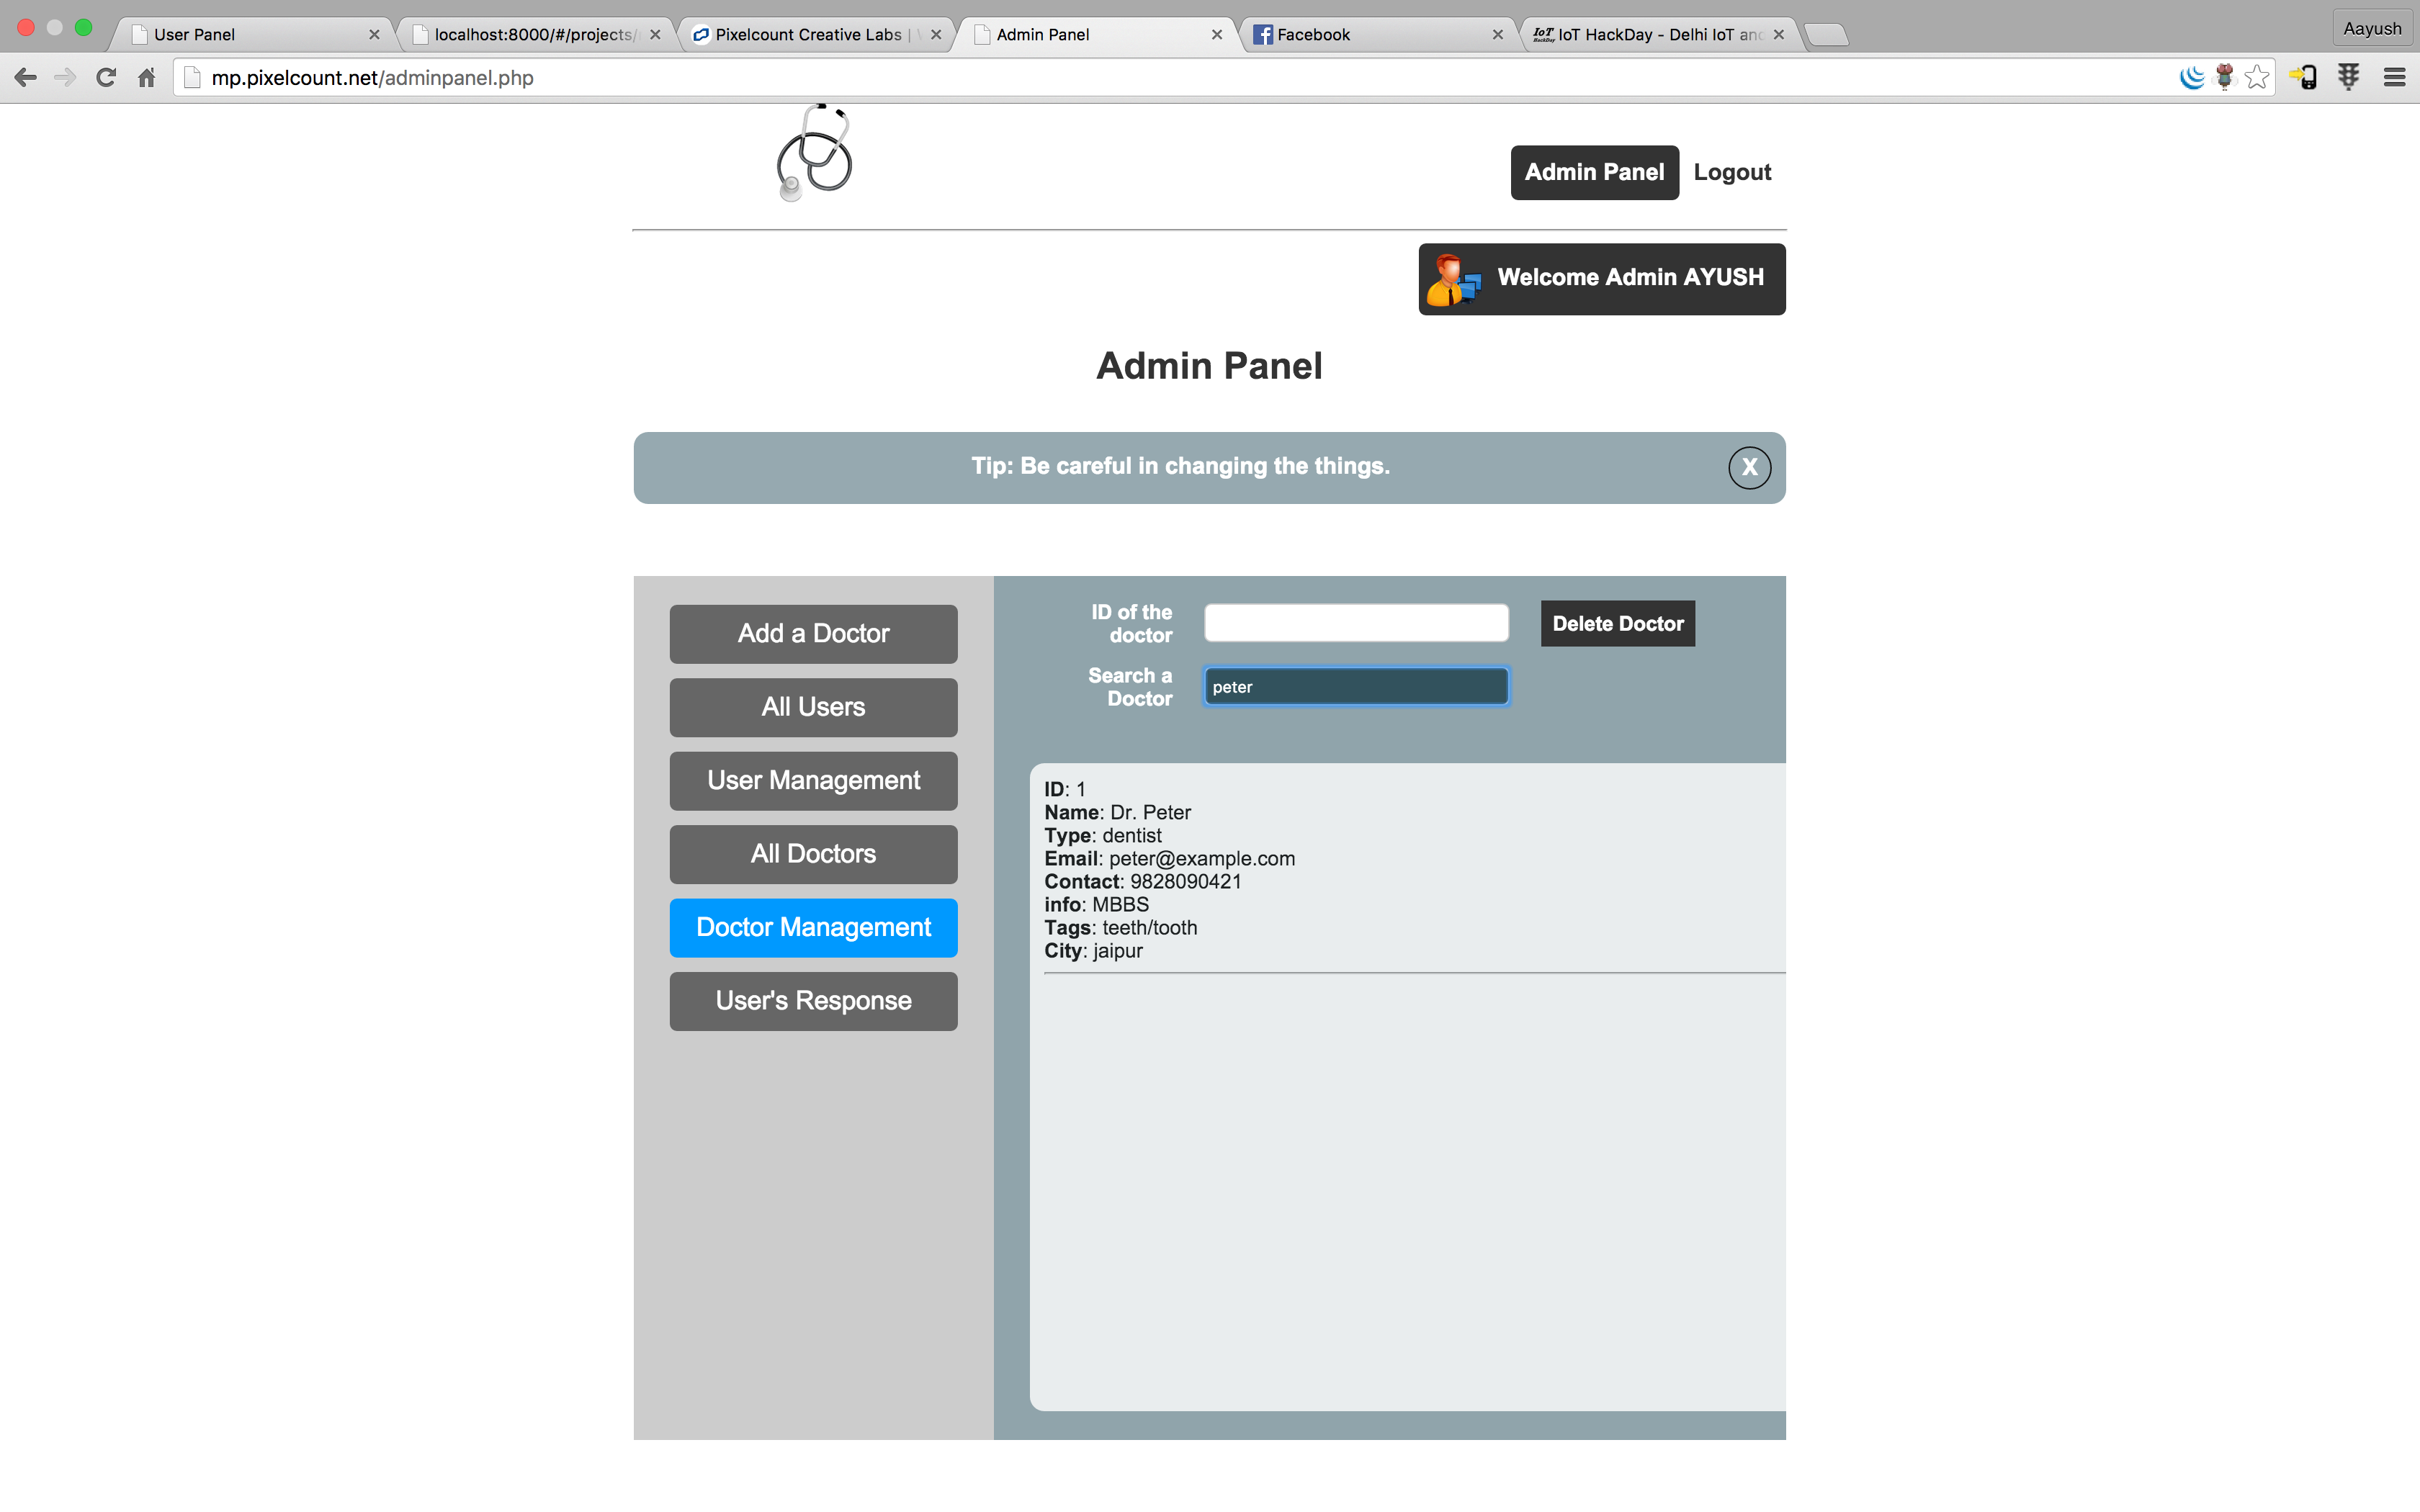 User Panel
localhost:8000/#/projects/
Pixelcount Creative Labs |
Admin Panel
Facebook
IoT HackDay
IoT HackDay - Delhi IoT and
Aayush
mp.pixelcount.net/adminpanel.php
Admin Panel
Logout
Welcome Admin AYUSH
Admin Panel
Tip: Be careful in changing the things.
X
Add a Doctor
All Users
User Management
All Doctors
Doctor Management
User's Response
ID of the
doctor
Delete Doctor
Search a
Doctor
peter
ID: 1
Name: Dr. Peter
Type: dentist
Email: peter@example.com
Contact: 9828090421
info: MBBS
Tags: teeth/tooth
City: jaipur